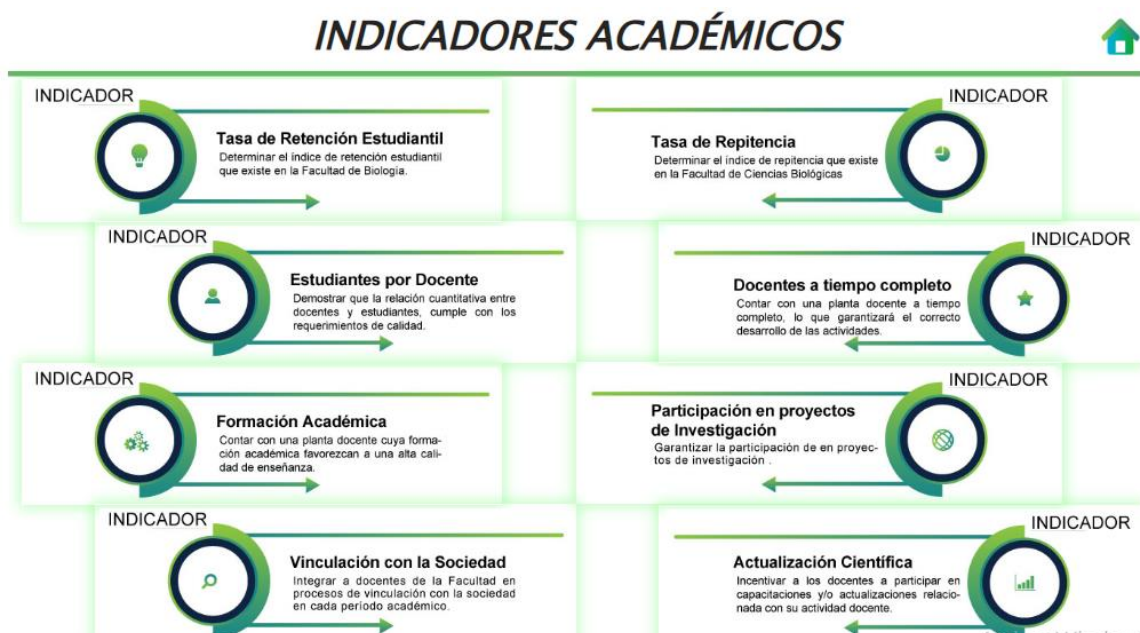 INDICADORES ACADÉMICOS
INDICADOR
Tasa de Retención Estudiantil
Determinar el índice de retención estudiantil
que existe en la Facultad de Biología.
INDICADOR
Tasa de Repitencia
Determinar el índice de repitencia que existe
en la Facultad de Ciencias Biológicas
INDICADOR
Estudiantes por Docente
Demostrar que la relación cuantitativa entre
docentes y estudiantes, cumple con los
requerimientos de calidad.
INDICADOR
Docentes a tiempo completo
Contar con una planta docente a tiempo
completo, lo que garantizará el correcto
desarrollo de las actividades.
INDICADOR
Formación Académica
Contar con una planta docente cuya forma-
ción académica favorezcan a una alta cali-
dad de enseñanza.
INDICADOR
Participación en proyectos
de Investigación
Garantizar la participación de en proyec-
tos de investigación .
INDICADOR
Vinculación con la Sociedad
Integrar a docentes de la Facultad en
procesos de vinculación con la sociedad
en cada período académico.
INDICADOR
Actualización Científica
Incentivar a los docentes a participar en
capacitaciones y/o actualizaciones relacio-
nada con su actividad docente.